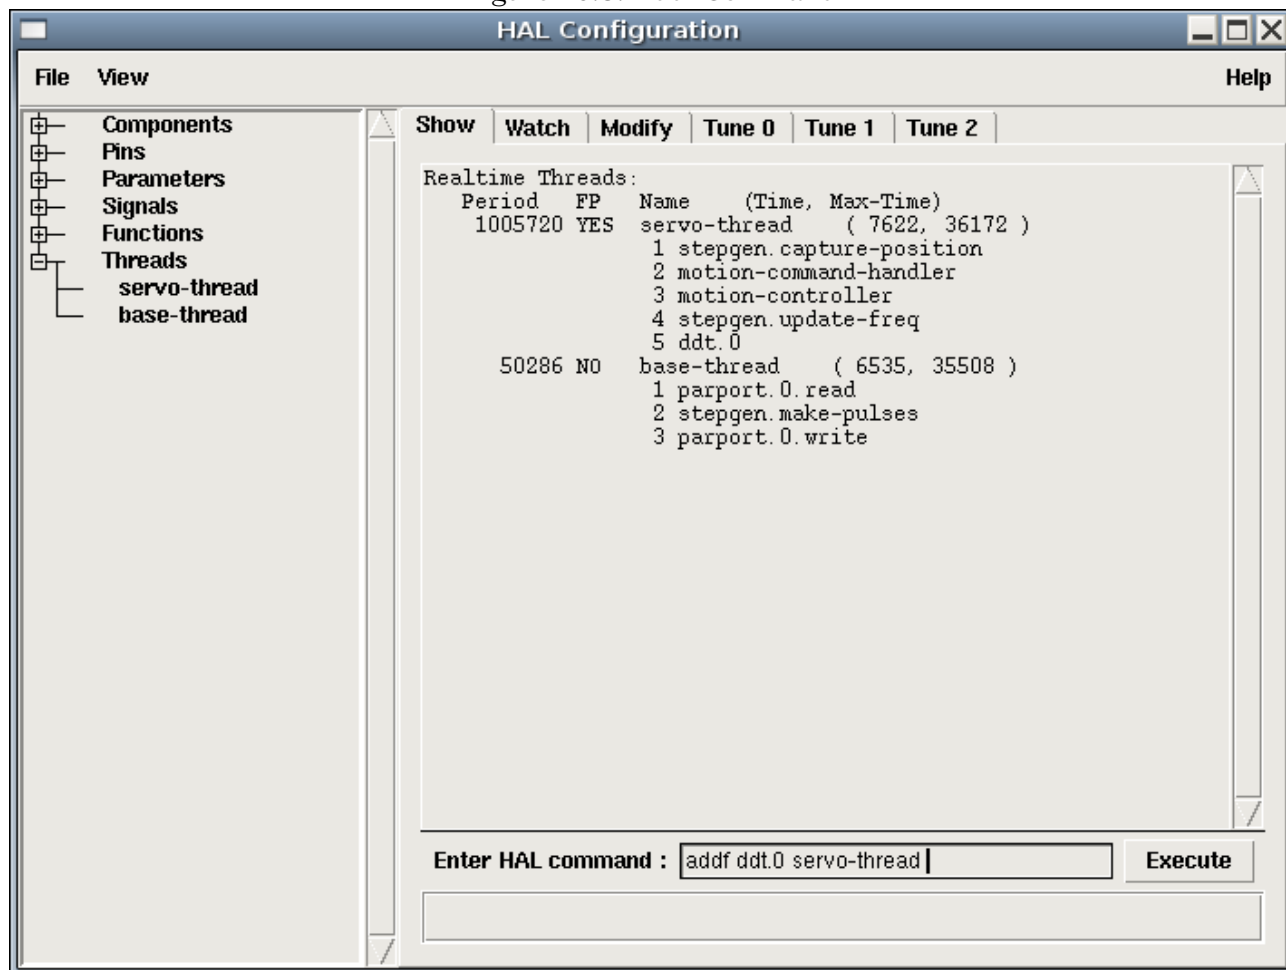 HAL Configuration
File View Help
Components
Pins
Parameters
Signals
Functions
Threads
servo-thread
base-thread
Show Watch Modify Tune 0 Tune 1 Tune 2
Realtime Threads:
Period FP Name (Time, Max-Time)
1005720 YES servo-thread ( 7622, 36172 )
1 stepgen.capture-position
2 motion-command-handler
3 motion-controller
4 stepgen.update-freq
5 ddt.0
50286 NO base-thread ( 6535, 35508 )
1 parport.0.read
2 stepgen.make-pulses
3 parport.0.write
Enter HAL command : addf ddt.0 servo-thread Execute